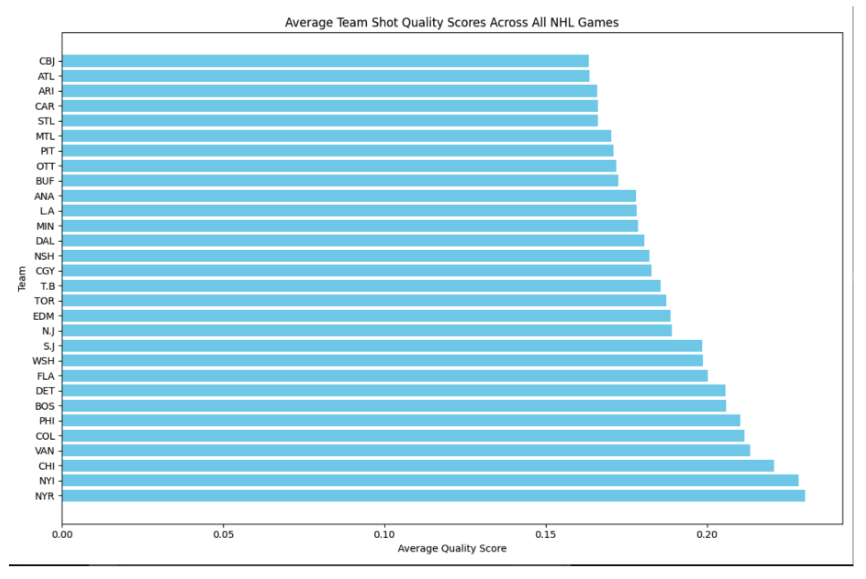 Average Team Shot Quality Scores Across All NHL Games
CBJ
ATL
ARI
CAR
STL
MTL
PIT
OTT
BUF
ANA
L.A
MIN
DAL
NSH
CGY
T.B
TOR
EDM
N.J
S.J
WSH
FLA
DET
BOS
PHI
COL
VAN
CHI
NYI
NYR
Team
0.00 0.05 0.10 0.15 0.20
Average Quality Score